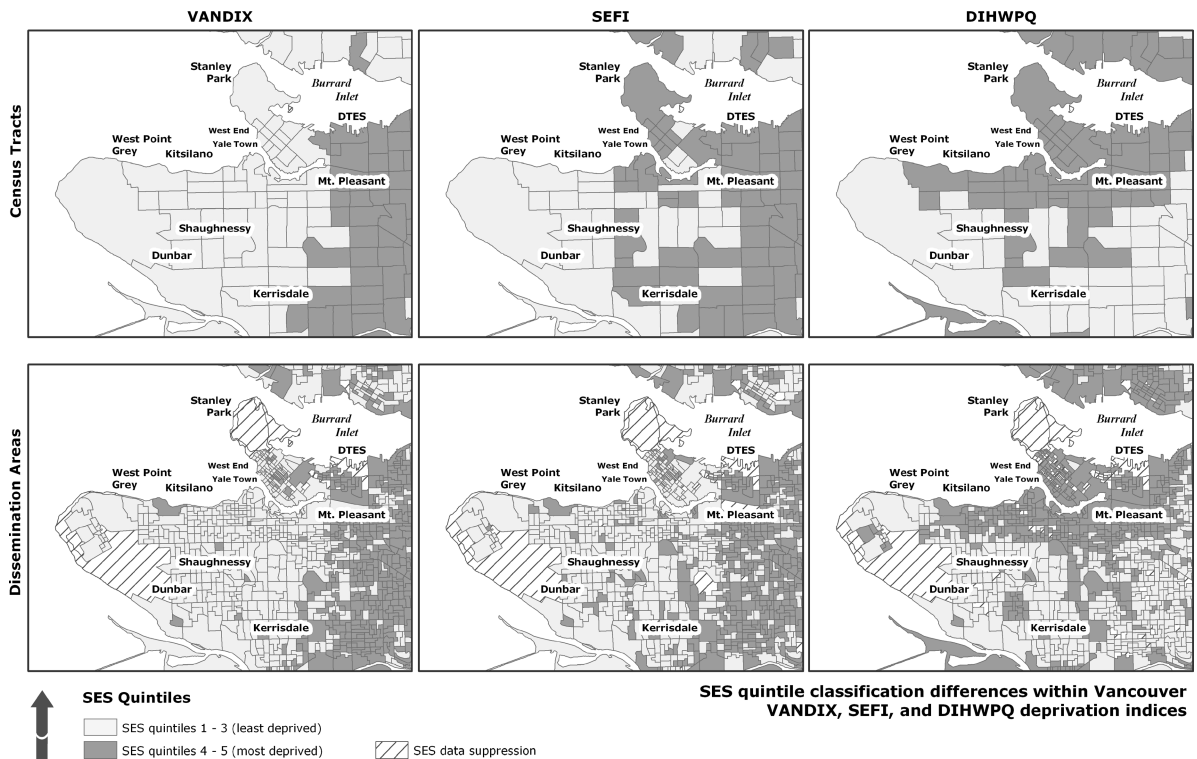 VANDIX
SEFI
DIHWPQ
Census Tracts
Stanley
Park
Burrard
Inlet
DTES
West End
Yale Town
West Point
Grey
Kitsilano
Mt. Pleasant
Shaughnessy
Dunbar
Kerrisdale
Stanley
Park
Burrard
Inlet
DTES
West End
Yale Town
West Point
Grey
Kitsilano
Mt. Pleasant
Shaughnessy
Dunbar
Kerrisdale
Stanley
Park
Burrard
Inlet
DTES
West End
Yale Town
West Point
Grey
Kitsilano
Mt. Pleasant
Shaughnessy
Dunbar
Kerrisdale
Dissemination Areas
Stanley
Park
Burrard
Inlet
DTES
West End
Yale Town
West Point
Grey
Kitsilano
Mt. Pleasant
Shaughnessy
Dunbar
Kerrisdale
Stanley
Park
Burrard
Inlet
DTES
West End
Yale Town
West Point
Grey
Kitsilano
Mt. Pleasant
Shaughnessy
Dunbar
Kerrisdale
Stanley
Park
Burrard
Inlet
DTES
West End
Yale Town
West Point
Grey
Kitsilano
Mt. Pleasant
Shaughnessy
Dunbar
Kerrisdale
SES Quintiles
SES quintiles 1 - 3 (least deprived)
SES quintiles 4 - 5 (most deprived)
SES data suppression
SES quintile classification differences within Vancouver
VANDIX, SEFI, and DIHWPQ deprivation indices